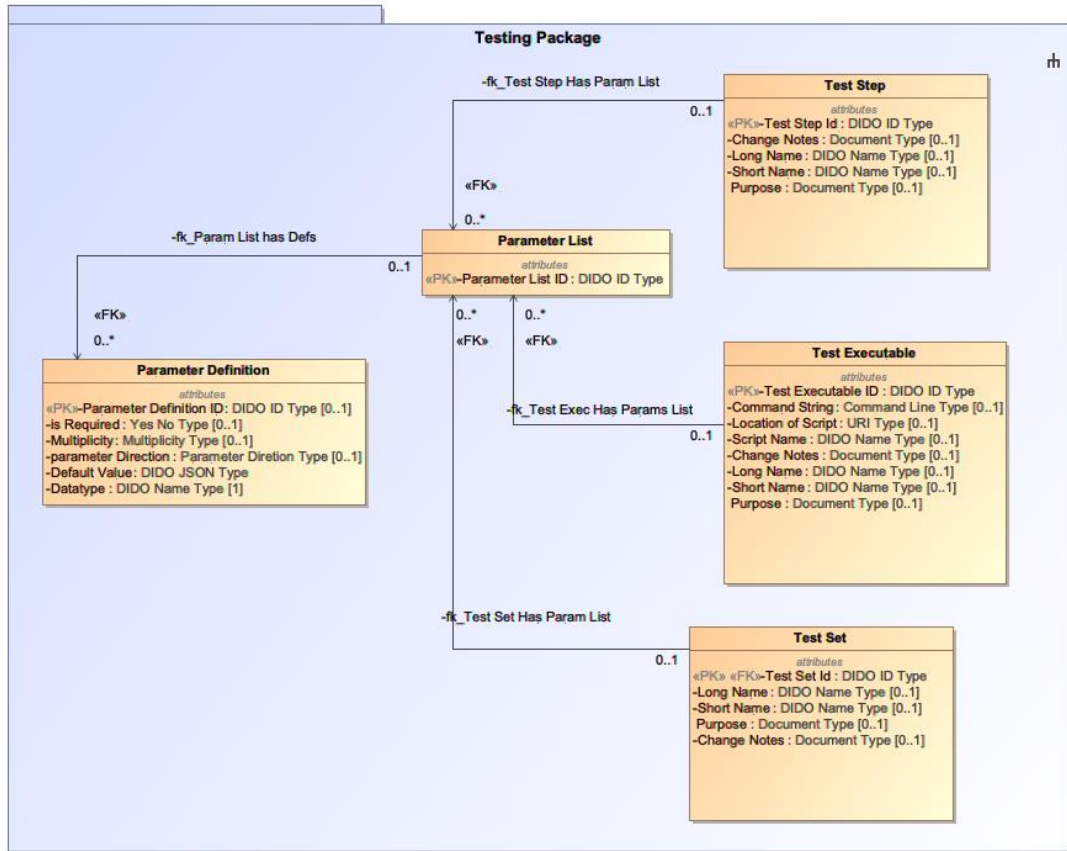 Testing Package
-fk_Test Step Has Param List
0..1
«FK»
0..*
Test Step
attributes
«PK»-Test Step Id : DIDO ID Type
-Change Notes : Document Type [0..1]
-Long Name : DIDO Name Type [0..1]
-Short Name : DIDO Name Type [0..1]
Purpose : Document Type [0..1]
-fk_Param List has Defs
0..1
«FK»
0..*
Parameter List
attributes
«PK»-Parameter List ID : DIDO ID Type
0..*
«FK»
0..*
«FK»
Parameter Definition
attributes
«PK»-Parameter Definition ID: DIDO ID Type [0..1]
-is Required : Yes No Type [0..1]
-Multiplicity: Multiplicity Type [0..1]
-parameter Direction : Parameter Diretion Type [0..1]
-Default Value : DIDO JSON Type
-Datatype : DIDO Name Type [1]
-fk_Test Exec Has Params List
0..1
Test Executable
attributes
«PK»-Test Executable ID : DIDO ID Type
-Command String : Command Line Type [0..1]
-Location of Script : URI Type [0..1]
-Script Name : DIDO Name Type [0..1]
-Change Notes : Document Type [0..1]
-Long Name : DIDO Name Type [0..1]
-Short Name : DIDO Name Type [0..1]
Purpose : Document Type [0..1]
-fk_Test Set Has Param List
0..1
Test Set
attributes
«PK» «FK»-Test Set Id : DIDO ID Type
-Long Name : DIDO Name Type [0..1]
-Short Name : DIDO Name Type [0..1]
Purpose : Document Type [0..1]
-Change Notes : Document Type [0..1]